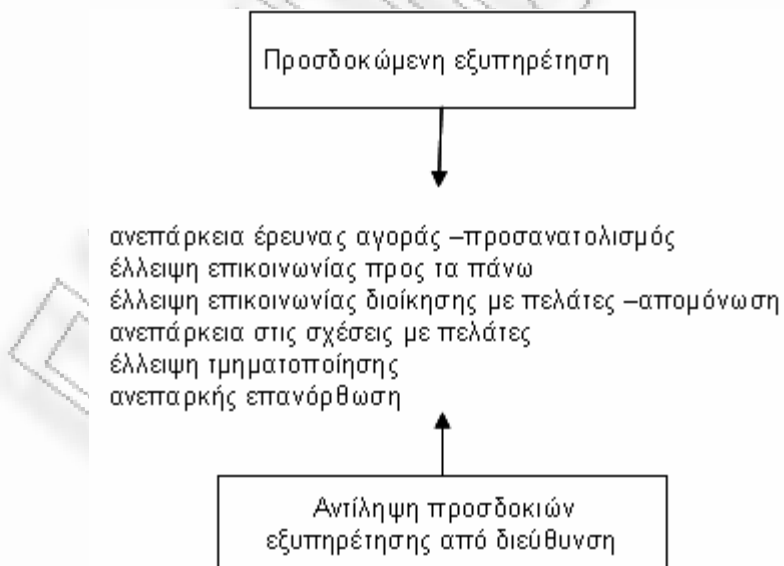 Προσδοκώμενη εξυπηρέτηση
ανεπάρκεια έρευνας αγοράς –προσανατολισμός
έλλειψη επικοινωνίας προς τα πάνω
έλλειψη επικοινωνίας διοίκησης με πελάτες –απομόνωση
ανεπάρκεια στις σχέσεις με πελάτες
έλλειψη τμηματοποίησης
ανεπαρκής επανόρθωση
Αντίληψη προσδοκιών
εξυπηρέτησης από διεύθυνση